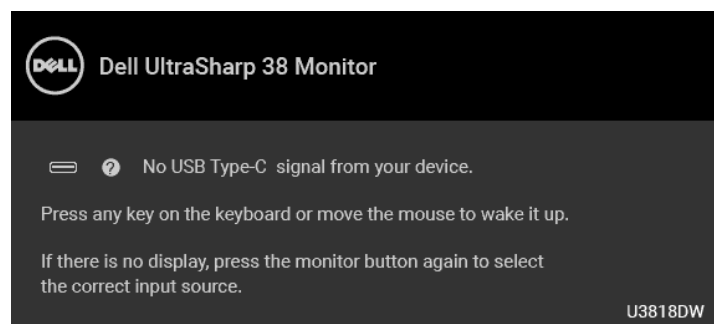 DELL Dell UltraSharp 38 Monitor
? No USB Type-C signal from your device.
Press any key on the keyboard or move the mouse to wake it up.
If there is no display, press the monitor button again to select
the correct input source.
U3818DW